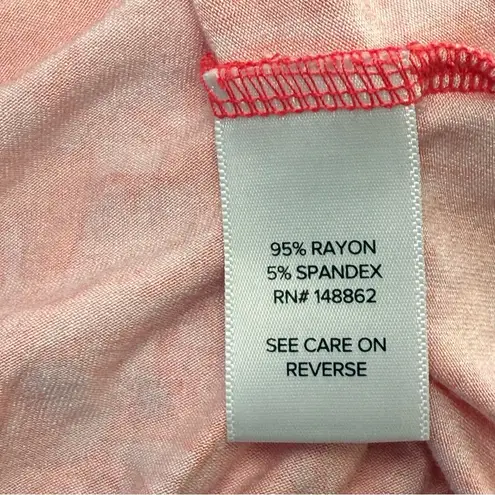 95% RAYON
5% SPANDEX
RN# 148862
SEE CARE ON
REVERSE